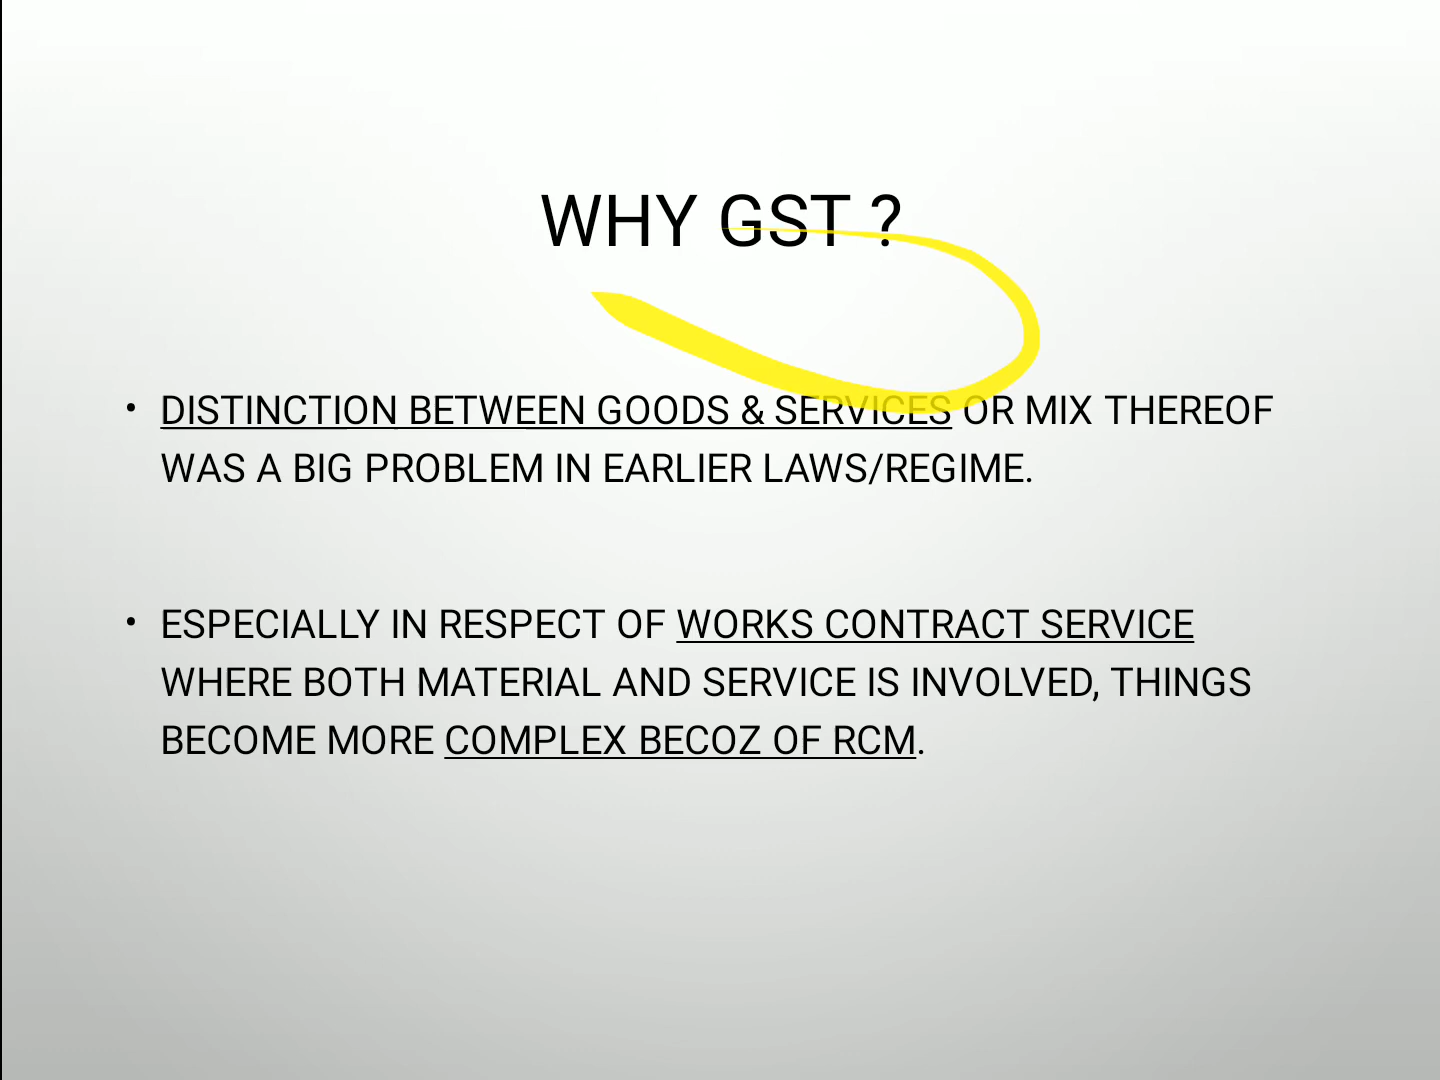 WHY GST ?
• DISTINCTION BETWEEN GOODS & SERVICES OR MIX THEREOF
WAS A BIG PROBLEM IN EARLIER LAWS/REGIME.
• ESPECIALLY IN RESPECT OF WORKS CONTRACT SERVICE
WHERE BOTH MATERIAL AND SERVICE IS INVOLVED, THINGS
BECOME MORE COMPLEX BECOZ OF RCM.